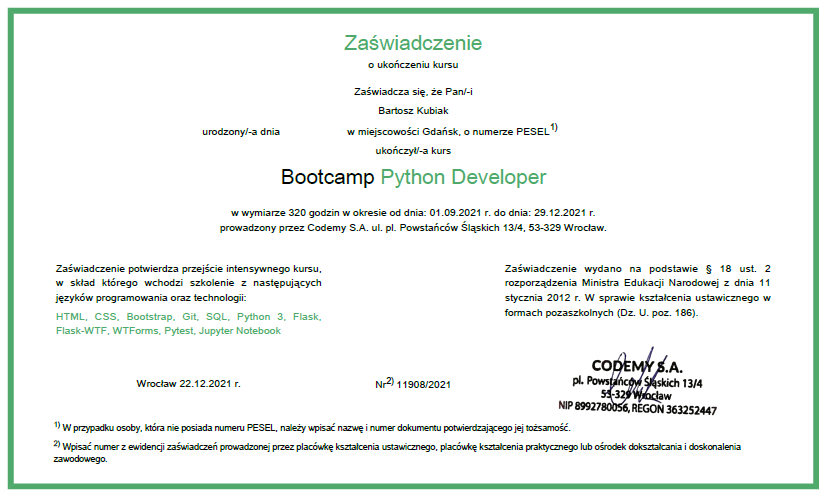 Zaświadczenie
o ukończeniu kursu
Zaświadcza się, że Pan/-i
Bartosz Kubiak
urodzony/-a dnia w miejscowości Gdańsk, o numerze PESEL1)
ukończył/-a kurs
Bootcamp Python Developer
w wymiarze 320 godzin w okresie od dnia: 01.09.2021 r. do dnia: 29.12.2021 r.
prowadzony przez Codemy S.A. ul. pl. Powstańców Śląskich 13/4, 53-329 Wrocław.
Zaświadczenie potwierdza przejście intensywnego kursu,
w skład którego wchodzi szkolenie z następujących
języków programowania oraz technologii:
HTML, CSS, Bootstrap, Git, SQL, Python 3, Flask,
Flask-WTF, WTForms, Pytest, Jupyter Notebook
Zaświadczenie wydano na podstawie § 18 ust. 2
rozporządzenia Ministra Edukacji Narodowej z dnia 11
stycznia 2012 r. W sprawie kształcenia ustawicznego w
formach pozaszkolnych (Dz. U. poz. 186).
Wrocław 22.12.2021 r.
Nr2) 11908/2021
CODEMY S.A.
pl. Powstańców Śląskich 13/4
53-329 Wrocław
NIP 8992780056, REGON 363252447
1) W przypadku osoby, która nie posiada numeru PESEL, należy wpisać nazwę i numer dokumentu potwierdzającego jej tożsamość.
2) Wpisać numer z ewidencji zaświadczeń prowadzonej przez placówkę kształcenia ustawicznego, placówkę kształcenia praktycznego lub ośrodek dokształcania i doskonalenia
zawodowego.